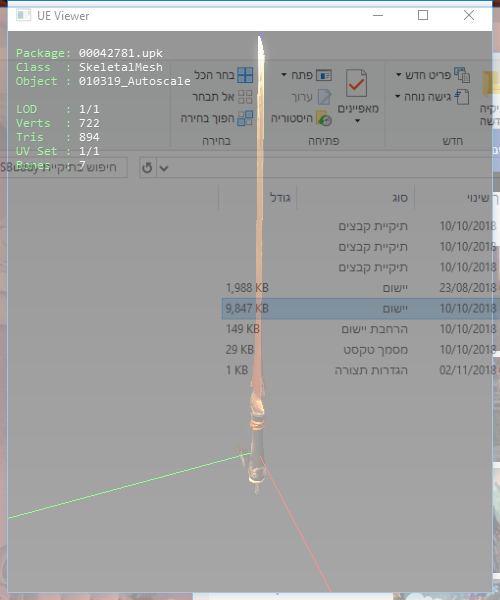 UE Viewer
Package: 00042781.upk
Class : SkeletalMesh
Object : 010319_Autoscale
LOD : 1/1
Verts : 722
Tris : 894
UV Set : 1/1
Bones : 7
בחר הכל
אל תבחר
הפוך בחירה
בחירה
פתח
ערוך
היסטוריה
מאפיינים
פתיחה
פריט חדש
גישה נוחה
חדש
שינוי סוג גודל
10/10/2018 תיקיית קבצים
10/10/2018 תיקיית קבצים
10/10/2018 תיקיית קבצים
23/08/2018 יישום 1,988 KB
10/10/2018 יישום 9,847 KB
10/10/2018 הרחבת יישום 149 KB
10/10/2018 מסמך טקסט 29 KB
02/11/2018 הגדרות תצורה 1 KB